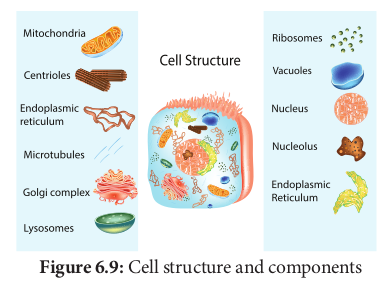 Mitochondria
Centrioles
Endoplasmic
reticulum
Microtubules
Golgi complex
Lysosomes
Cell Structure
Ribosomes
Vacuoles
Nucleus
Nucleolus
Endoplasmic
Reticulum
Figure 6.9: Cell structure and components